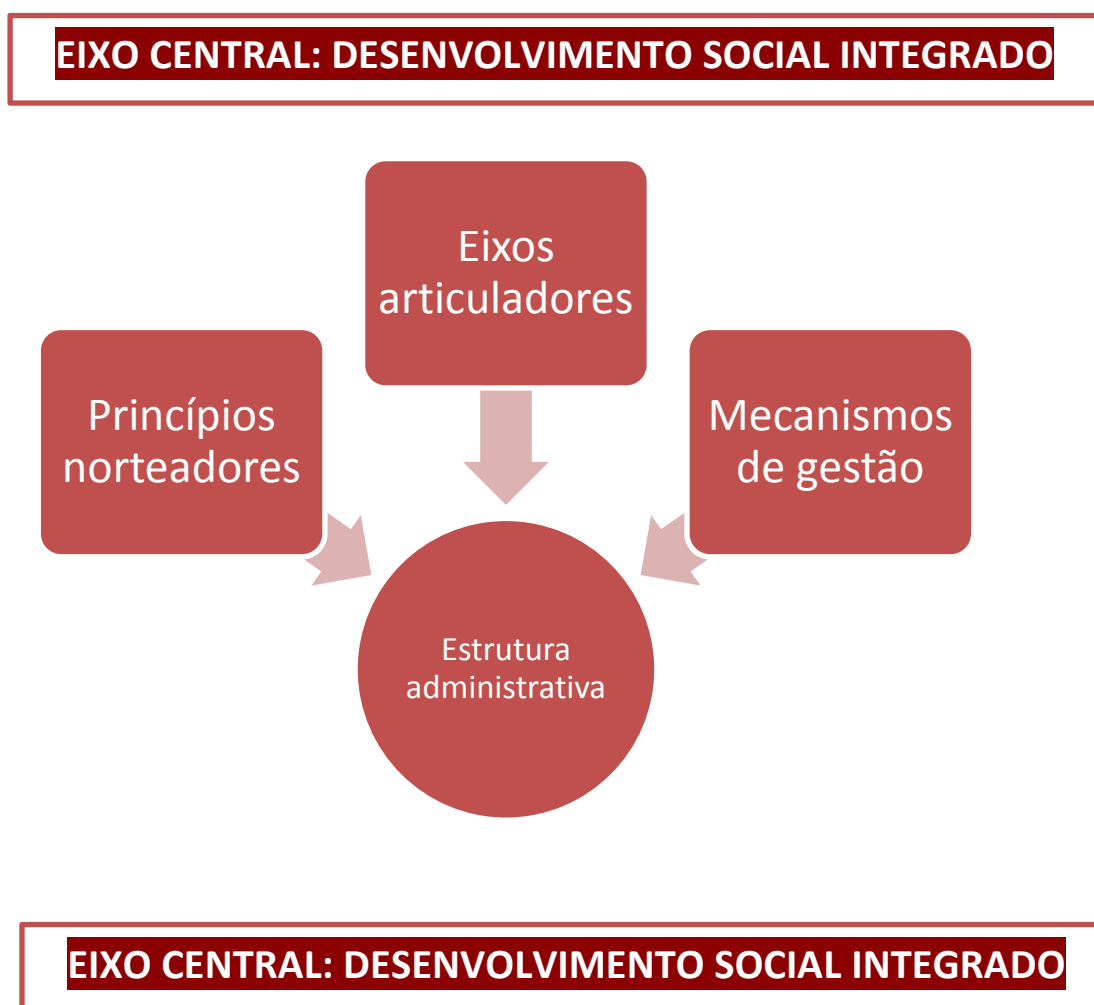 EIXO CENTRAL: DESENVOLVIMENTO SOCIAL INTEGRADO
Eixos
articuladores
Princípios
norteadores
Mecanismos
de gestão
Estrutura
administrativa
EIXO CENTRAL: DESENVOLVIMENTO SOCIAL INTEGRADO